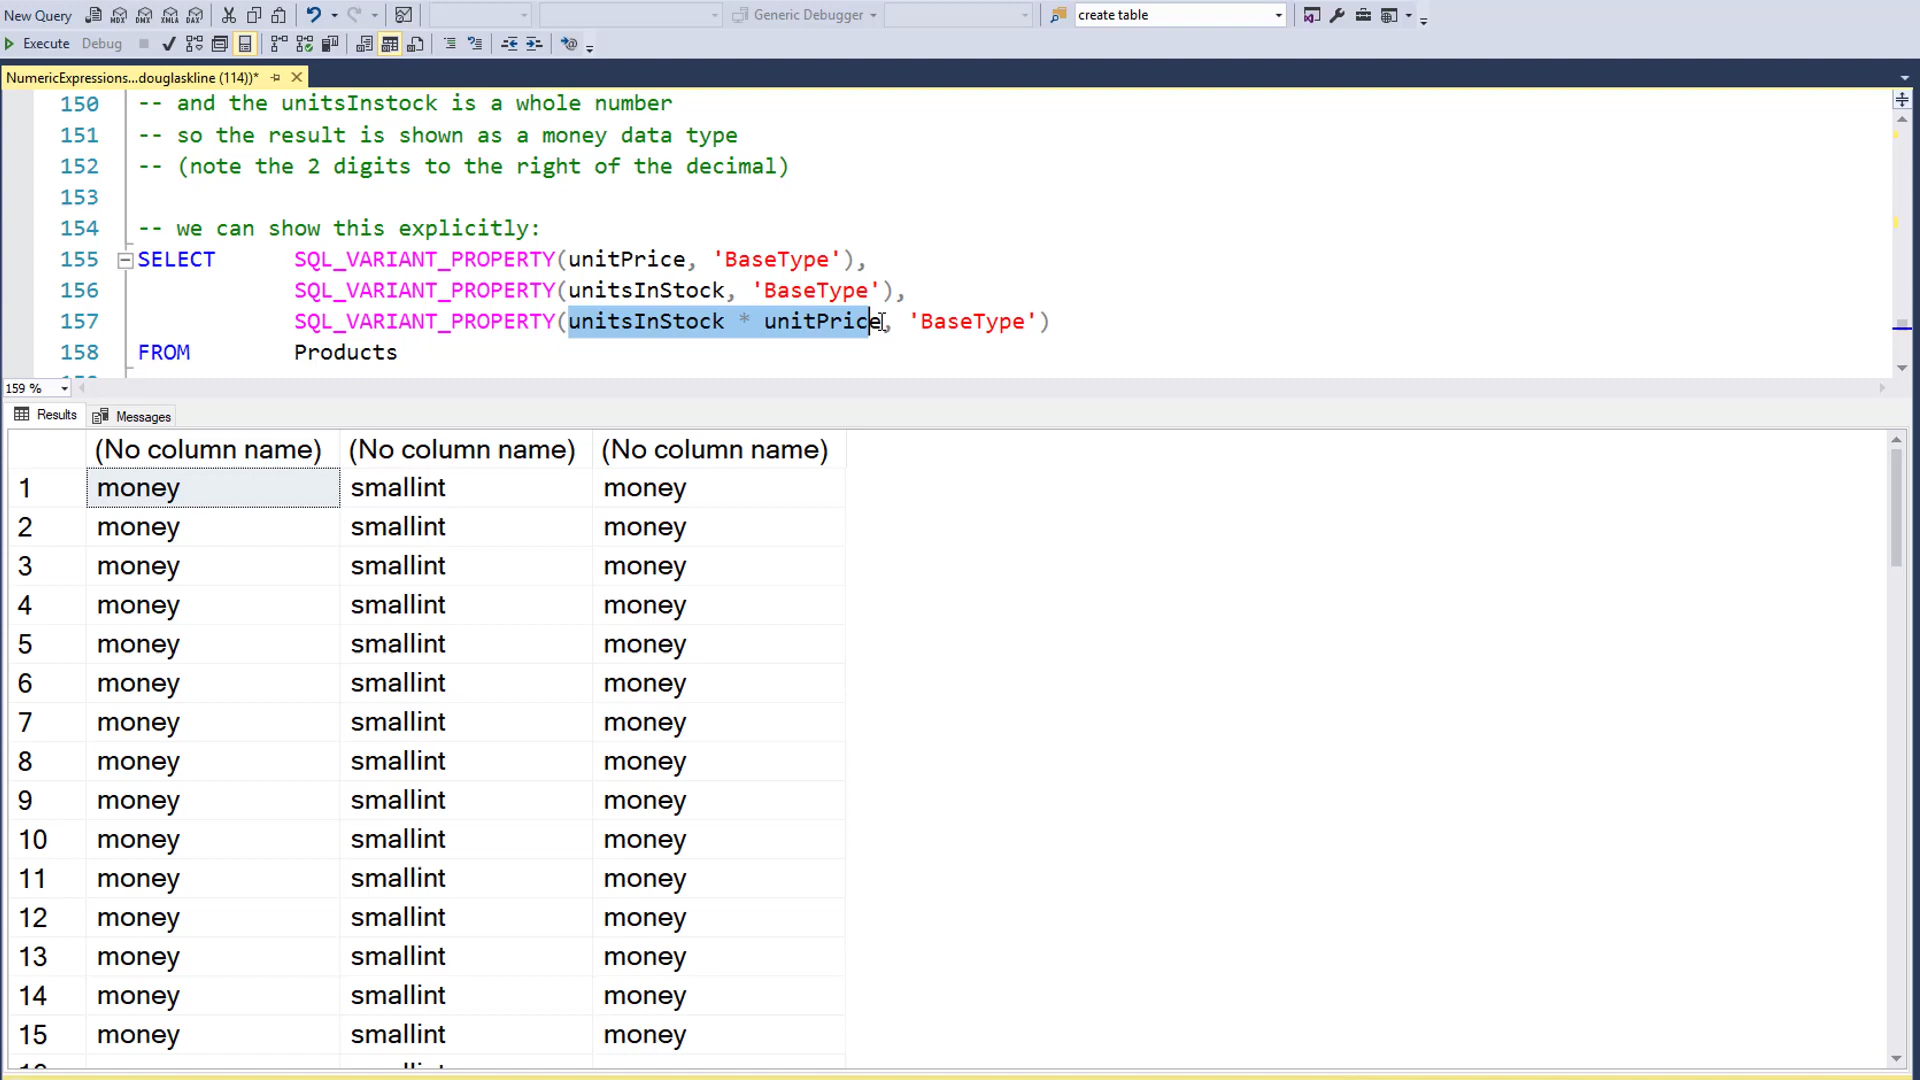 New Query MDX DMX XMLA DAX Generic Debugger create table
Execute Debug
NumericExpressions...douglaskline (114))*
150 -- and the unitsInstock is a whole number
151 -- so the result is shown as a money data type
152 -- (note the 2 digits to the right of the decimal)
153
154 -- we can show this explicitly:
155 SELECT SQL_VARIANT_PROPERTY(unitPrice, 'BaseType'),
156 SQL_VARIANT_PROPERTY(unitsInStock, 'BaseType'),
157 SQL_VARIANT_PROPERTY(unitsInStock * unitPrice, 'BaseType')
158 FROM Products
159 %
Results Messages
(No column name) (No column name) (No column name)
1 money smallint money
2 money smallint money
3 money smallint money
4 money smallint money
5 money smallint money
6 money smallint money
7 money smallint money
8 money smallint money
9 money smallint money
10 money smallint money
11 money smallint money
12 money smallint money
13 money smallint money
14 money smallint money
15 money smallint money